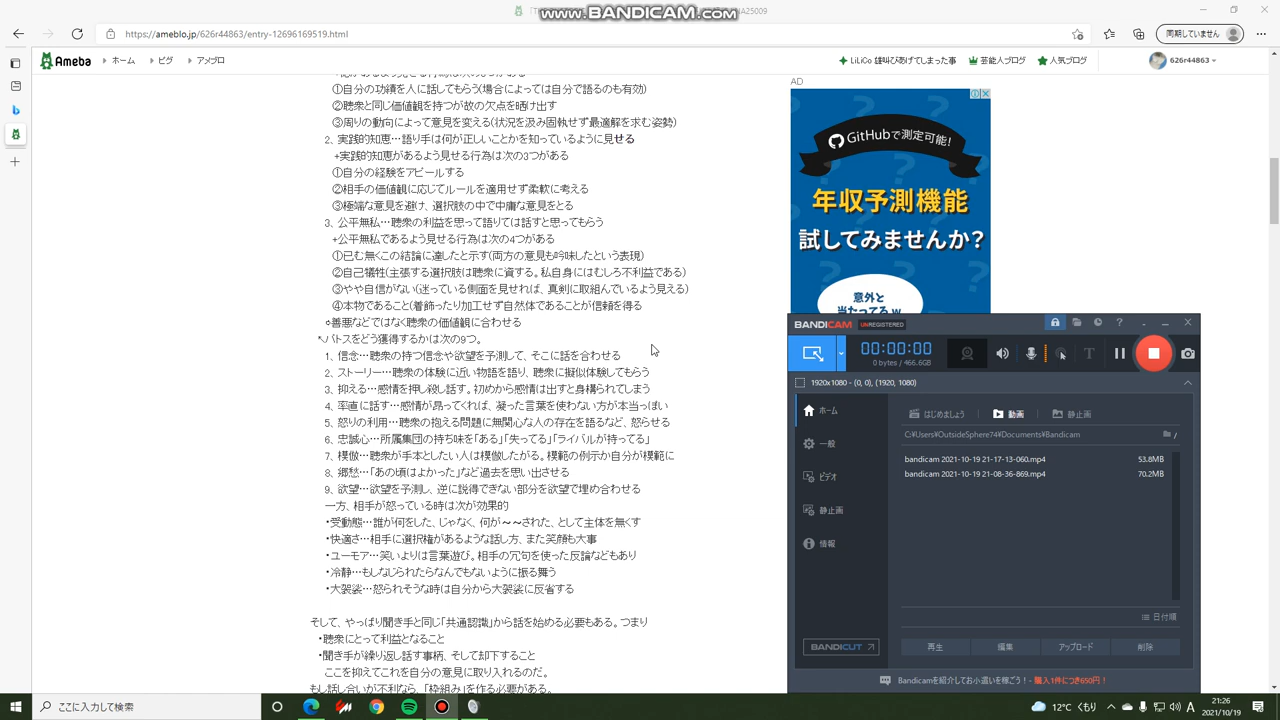 www.BANDICAM.com
https://ameblo.jp/626r44863/entry-12696169519.html
同期していません
Ameba
ホーム
ピグ
アメブロ
LiLiCo 雄叫びあげてしまった事
芸能人ブログ
人気ブログ
626r44863
①自分の功績を人に話してもらう(場合によっては自分で語るのも有効)
②聴衆と同じ価値観を持つが故の欠点を晒け出す
③周りの動向によって意見を変える(状況を汲み固執せず最適解を求む姿勢)
2、実践的知恵…語り手は何が正しいことかを知っているように見せる
+実践的知恵があるよう見せる行為は次の3つがある
①自分の経験をアピールする
②相手の価値観に応じてルールを適用せず柔軟に考える
③極端な意見を避け、選択肢の中で中庸な意見をとる
3、公平無私…聴衆の利益を思って語りては話すと思ってもらう
+公平無私であるよう見せる行為は次の4つがある
①已む無くこの結論に達したと示す(両方の意見も吟味したという表現)
②自己犠牲(主張する選択肢は聴衆に資する。私自身にはむしろ不利益である)
③やや自信がない(迷っている側面を見せれば、真剣に取組んでいるよう見える)
④本物であること(着飾ったり加工せず自然体であることが信頼を得る
⇨善悪などではなく聴衆の価値観に合わせる
パトスをどう獲得するかは次の9つ。
1、信念…聴衆の持つ信念や欲望を予測して、そこに話を合わせる
2、ストーリー…聴衆の体験に近い物語を語り、聴衆に擬似体験してもらう
3、抑える…感情を押し殺し話す。初めから感情は出すと身構られてしまう
4、率直に話す…感情が昂ってくれば、凝った言葉を使わない方が本当っぽい
5、怒りの利用…聴衆の抱える問題に無関心な人の存在を語るなど、怒らせる
6、忠誠心…所属集団の持ち味を「ある」「失ってる」「ライバルが持ってる」
7、模倣…聴衆が手本としたい人は模倣したがる。模範の例示か自分が模範に
8、郷愁…「あの頃はよかった」など過去を思い出させる
9、欲望…欲望を予測し、逆に説得できない部分を欲望で埋め合わせる
一方、相手が怒っている時は次が効果的
・受動態…誰が何をした、じゃなく、何が～～された、として主体を無くす
・快適さ…相手に選択権があるような話し方、また笑顔も大事
・ユーモア…笑いよりは言葉遊び。相手の冗句を使った反論などもあり
・冷静…もしなじられたらなんでもないように振る舞う
・大袈裟…怒られそうな時は自分から大袈裟に反省する
そして、やっぱり聞き手と同じ「共通認識」から話を始める必要もある。つまり
・聴衆にとって利益となること
・聞き手が繰り返し話す事柄、そして却下すること
ここを抑えてこれを自分の意見に取り入れるのだ。
もし話し合いが不利なら、「枠組み」を作る必要がある。
AD
GitHubで測定可能!
年収予測機能
試してみませんか?
意外と
当たってるw
BANDICAM UNREGISTERED
00:00:00
0 bytes / 466.6GB
1920x1080 - (0, 0), (1920, 1080)
ホーム
一般
ビデオ
静止画
情報
BANDICUT
はじめましょう
動画
静止画
C:¥Users¥OutsideSphere74¥Documents¥Bandicam
bandicam 2021-10-19 21-17-13-060.mp4 53.8MB
bandicam 2021-10-19 21-08-36-869.mp4 70.2MB
日付順
再生
編集
アップロード
削除
Bandicamを紹介してお小遣いを稼ごう! - 購入1件につき650円!
ここに入力して検索
12℃ くもり
A
21:26
2021/10/19